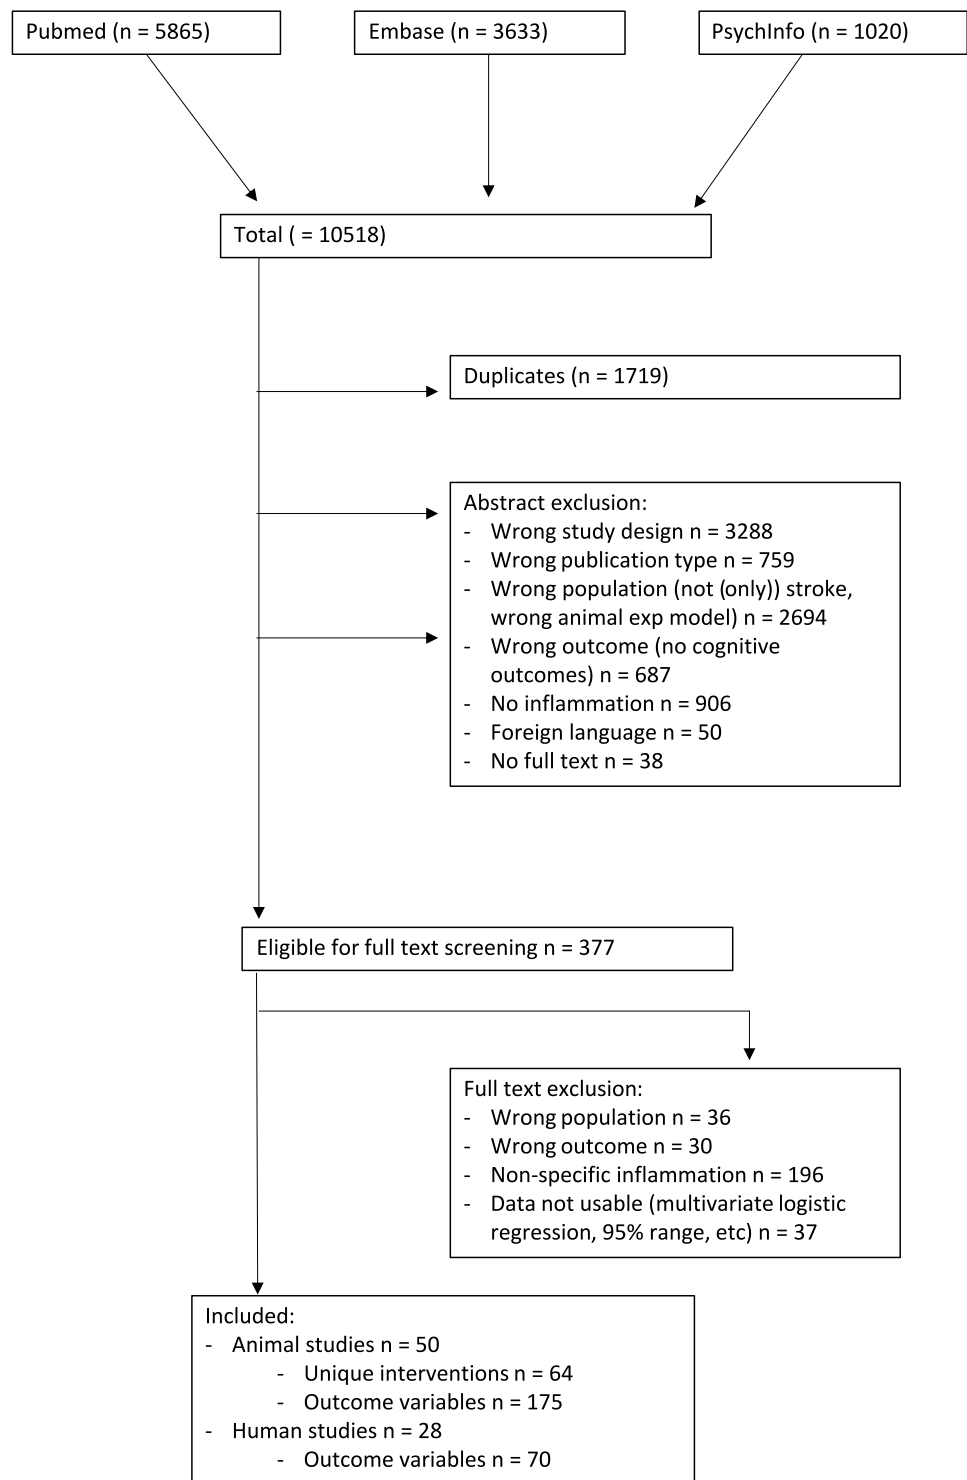 Pubmed (n = 5865)
Embase (n = 3633)
PsychInfo (n = 1020)
Total ( = 10518)
Duplicates (n = 1719)
Abstract exclusion:
- Wrong study design n = 3288
- Wrong publication type n = 759
- Wrong population (not (only)) stroke,
wrong animal exp model) n = 2694
- Wrong outcome (no cognitive
outcomes) n = 687
- No inflammation n = 906
- Foreign language n = 50
- No full text n = 38
Eligible for full text screening n = 377
Full text exclusion:
- Wrong population n = 36
- Wrong outcome n = 30
- Non-specific inflammation n = 196
- Data not usable (multivariate logistic
regression, 95% range, etc) n = 37
Included:
- Animal studies n = 50
- Unique interventions n = 64
- Outcome variables n = 175
- Human studies n = 28
- Outcome variables n = 70